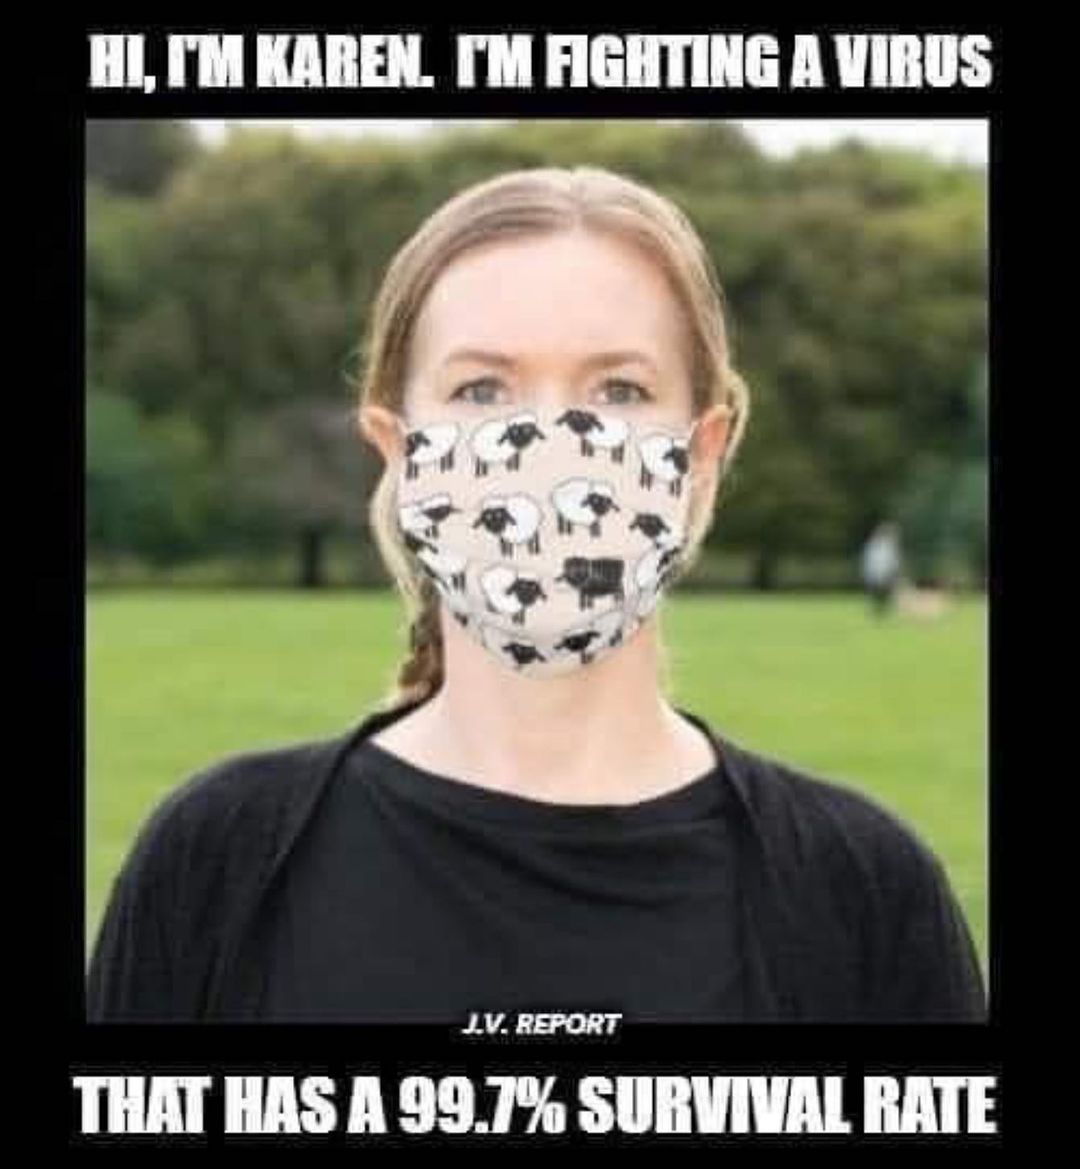 HI, I'M KAREN. I'M FIGHTING A VIRUS
J.V. REPORT
THAT HAS A 99.7% SURVIVAL RATE